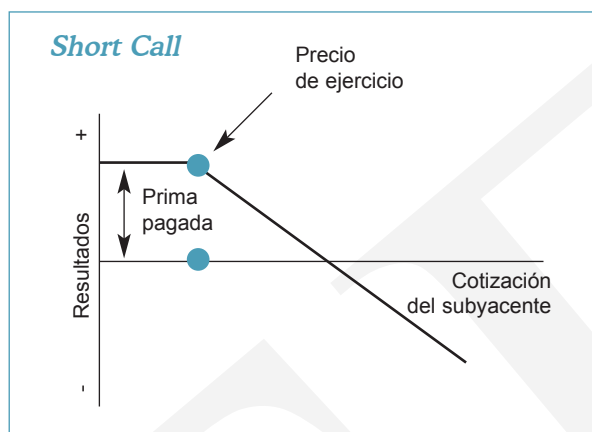 Short Call
Precio
de ejercicio
+
Prima
pagada
Resultados
Cotización
del subyacente
-